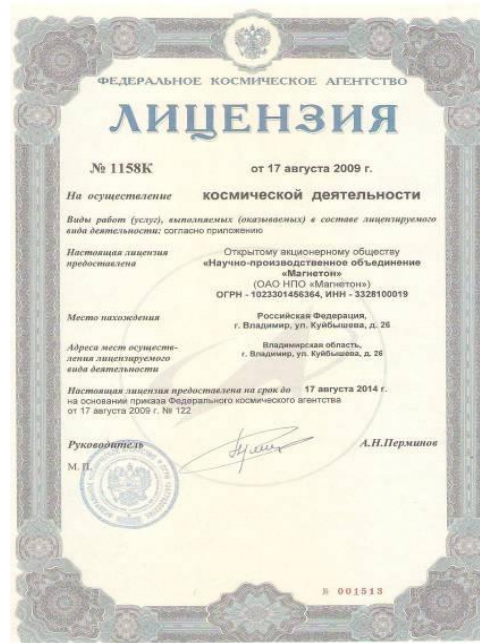 ФЕДЕРАЛЬНОЕ КОСМИЧЕСКОЕ АГЕНТСТВО
ЛИЦЕНЗИЯ
№ 1158К от 17 августа 2009 г.
На осуществление космической деятельности
Виды работ (услуг), выполняемых (оказываемых) в составе лицензируемого
вида деятельности: согласно приложению
Настоящая лицензия
предоставлена
Открытому акционерному обществу
«Научно-производственное объединение
«Магнетон»
(ОАО НПО «Магнетон»)
ОГРН - 1023301456364, ИНН - 3328100019
Место нахождения
Российская Федерация,
г. Владимир, ул. Куйбышева, д. 26
Адреса мест осуществ-
ления лицензируемого
вида деятельности
Владимирская область,
г. Владимир, ул. Куйбышева, д. 26
Настоящая лицензия предоставлена на срок до 17 августа 2014 г.
на основании приказа Федерального космического агентства
от 17 августа 2009 г. № 122
Руководитель А.Н.Перминов
М. П.
001513